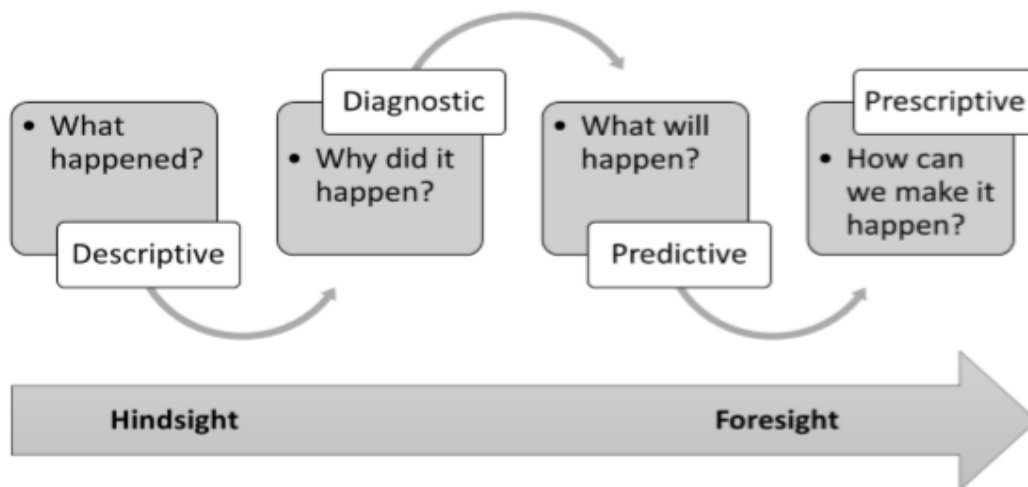 • What
happened?
Descriptive
Diagnostic
• Why did it
happen?
• What will
happen?
Predictive
Prescriptive
• How can
we make it
happen?
Hindsight
Foresight